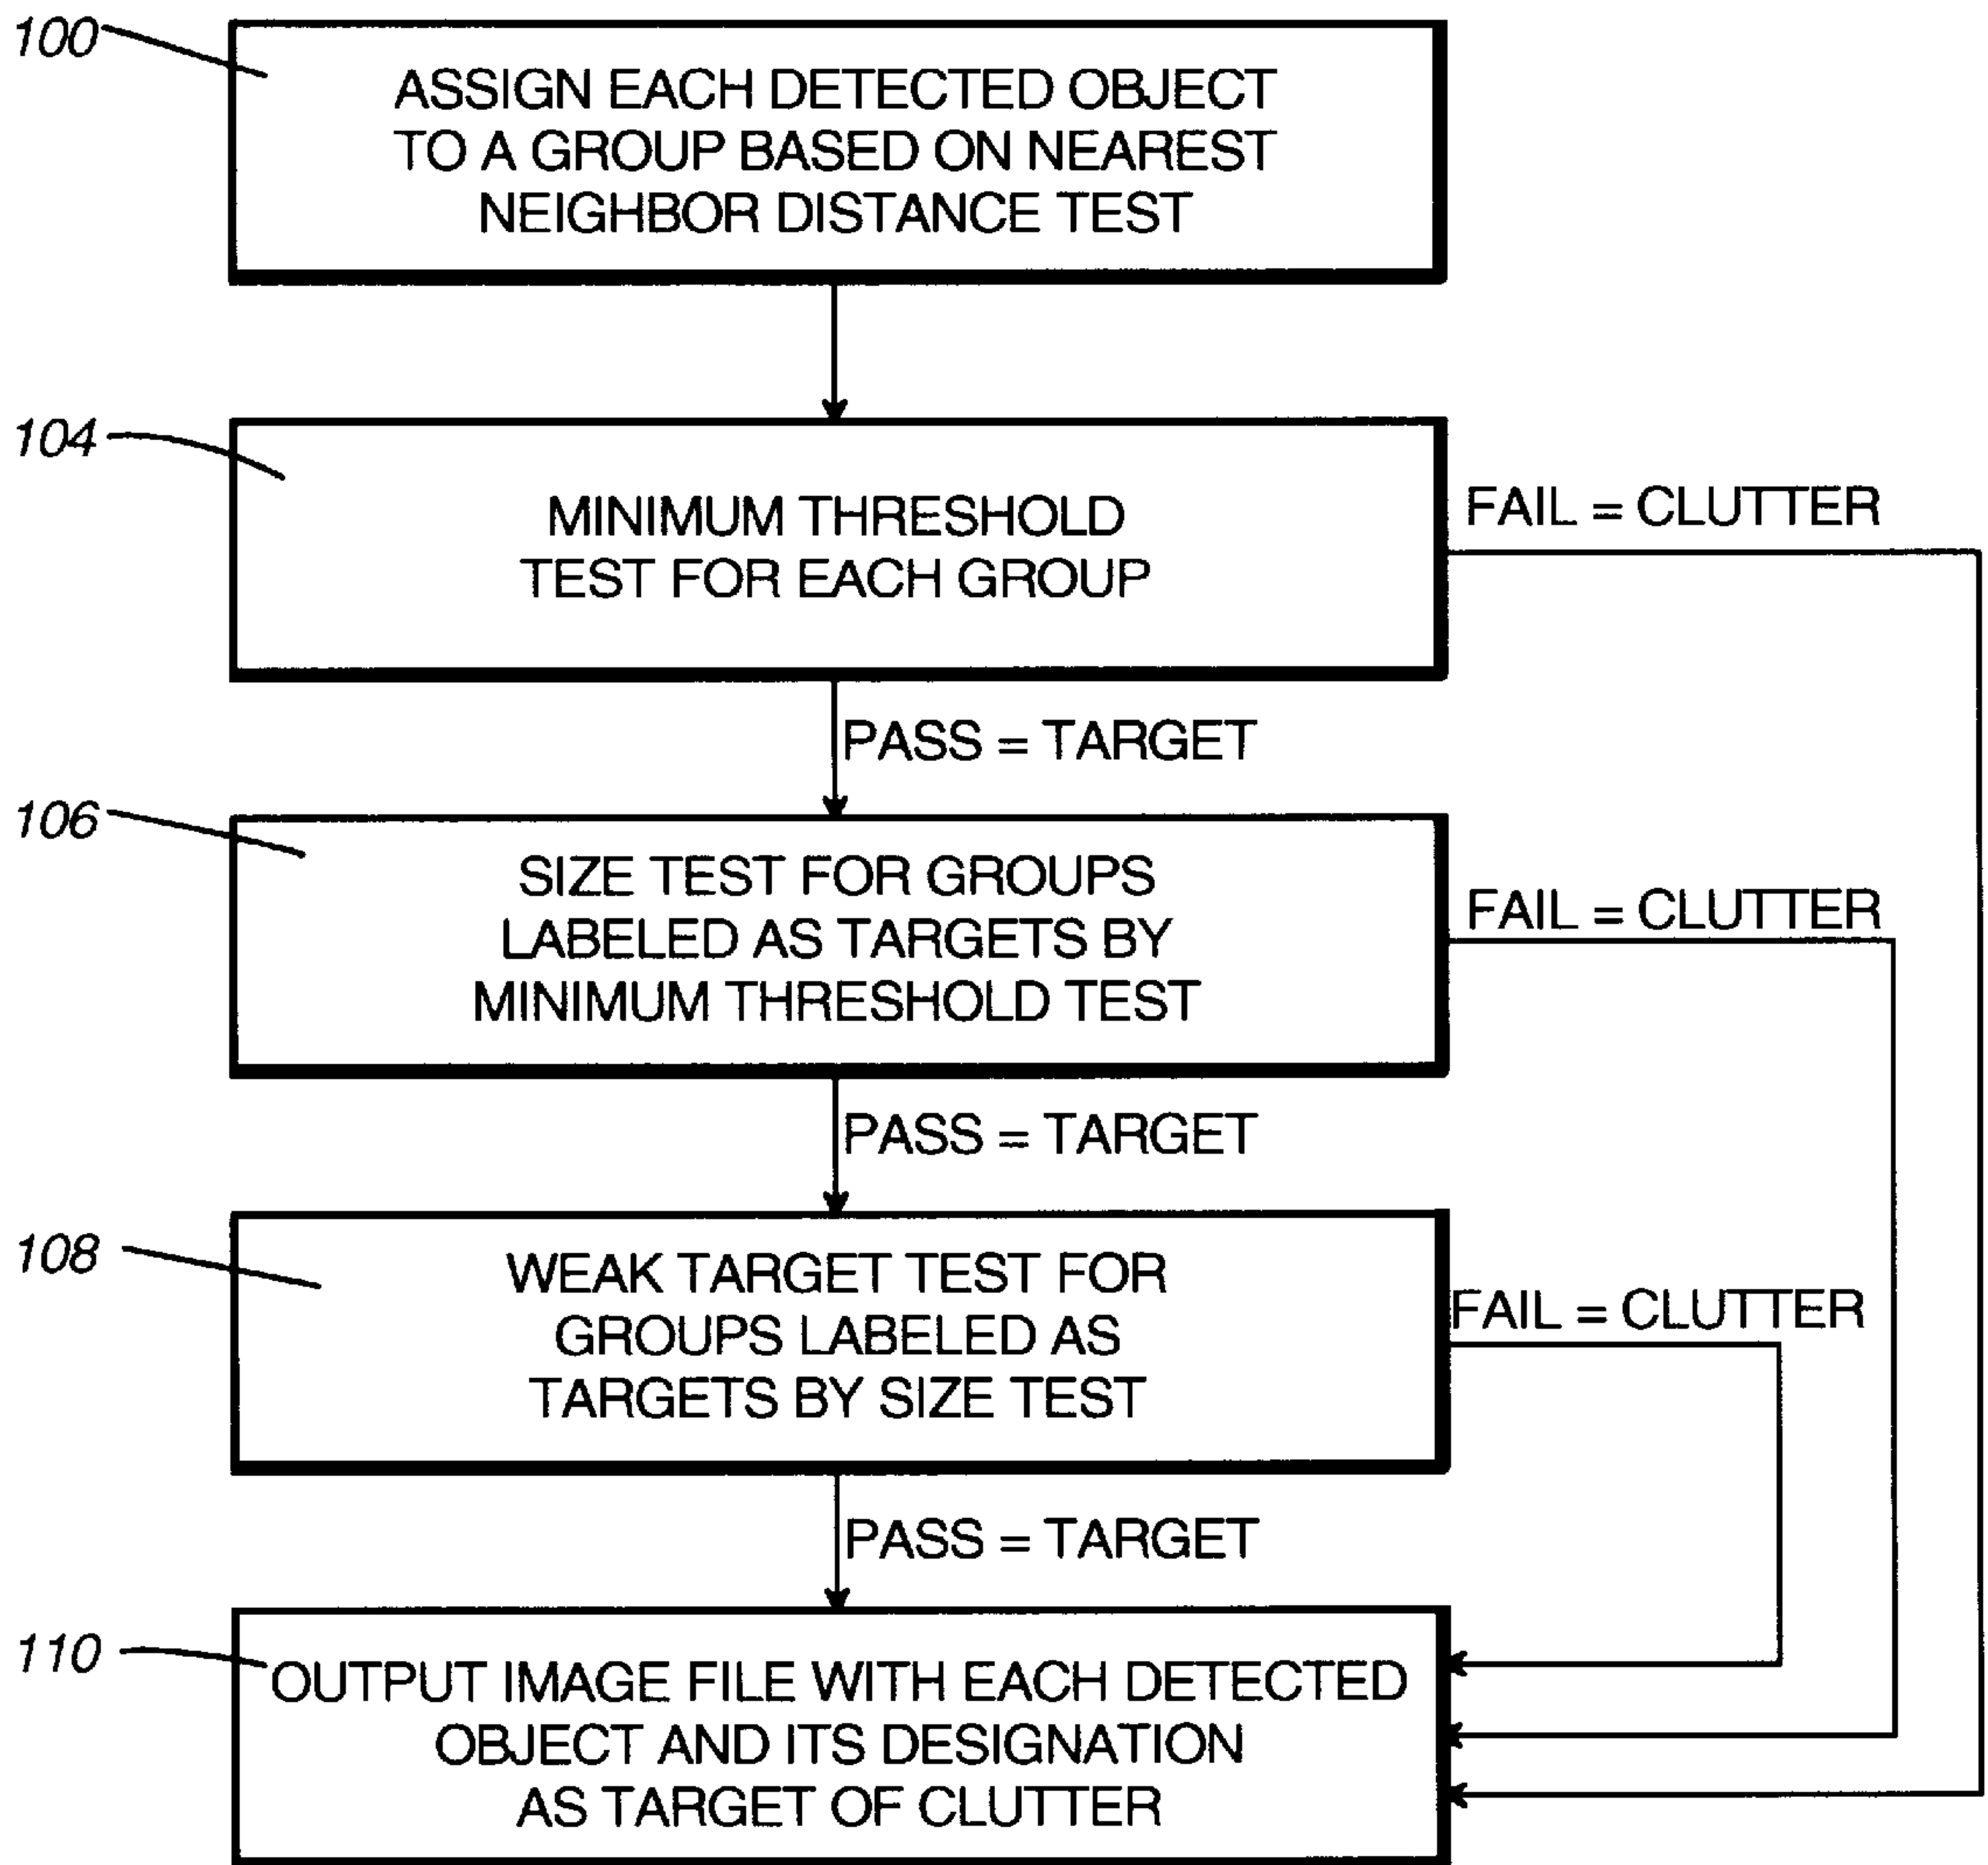 100
ASSIGN EACH DETECTED OBJECT
TO A GROUP BASED ON NEAREST
NEIGHBOR DISTANCE TEST
104
MINIMUM THRESHOLD
TEST FOR EACH GROUP
FAIL = CLUTTER
PASS = TARGET
106
SIZE TEST FOR GROUPS
LABELED AS TARGETS BY
MINIMUM THRESHOLD TEST
FAIL = CLUTTER
PASS = TARGET
108
WEAK TARGET TEST FOR
GROUPS LABELED AS
TARGETS BY SIZE TEST
FAIL = CLUTTER
PASS = TARGET
110
OUTPUT IMAGE FILE WITH EACH DETECTED
OBJECT AND ITS DESIGNATION
AS TARGET OF CLUTTER